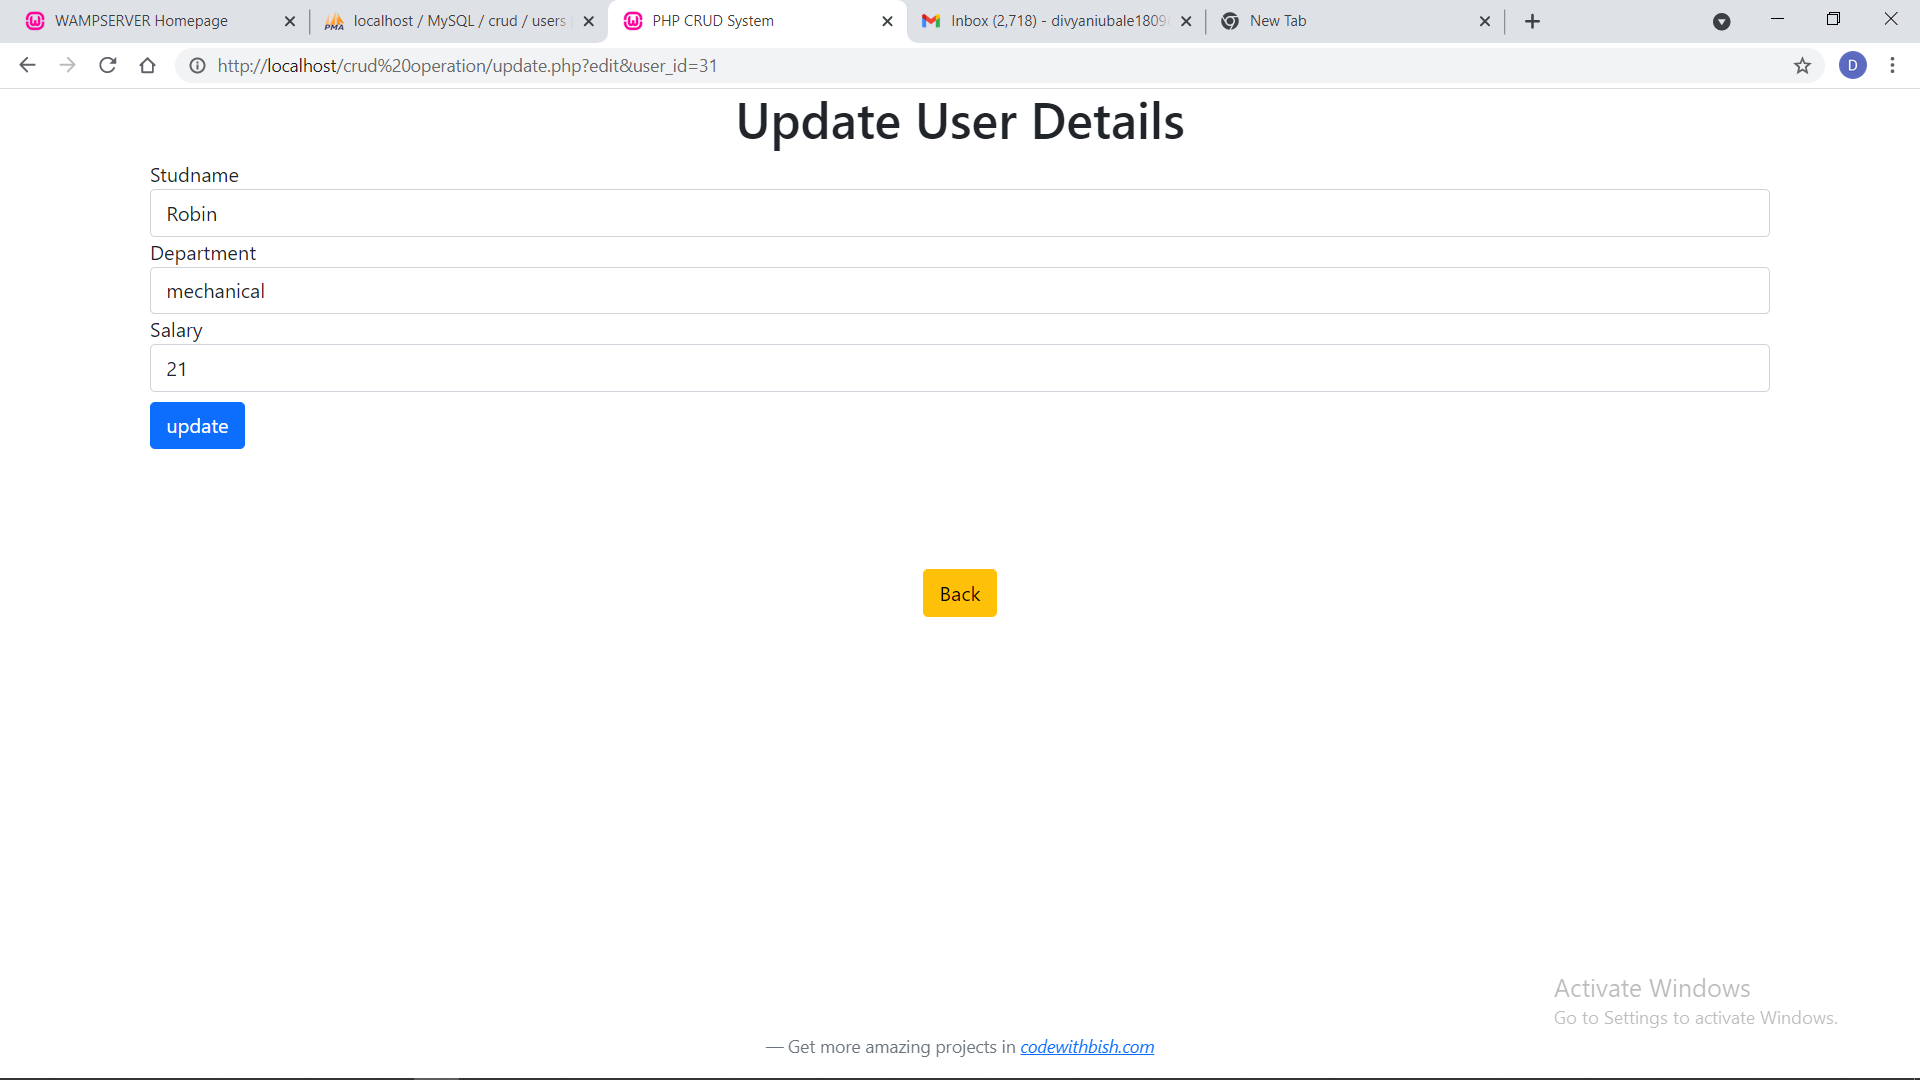 WAMPSERVER Homepage
localhost / MySQL / crud / users
PHP CRUD System
Inbox (2,718) - divyaniubale1809
New Tab
http://localhost/crud%20operation/update.php?edit&user_id=31
D
Update User Details
Studname
Robin
Department
mechanical
Salary
21
update
Back
Activate Windows
Go to Settings to activate Windows.
— Get more amazing projects in codewithbish.com